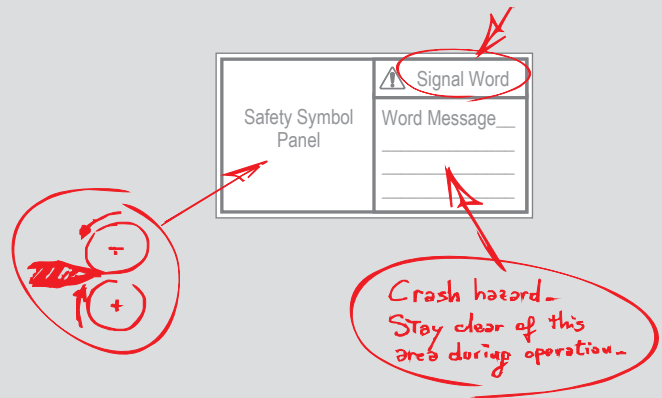 Signal Word
Safety Symbol
Panel
Word Message
-
+
Crash hazard-
Stay clear of this
area during operation-